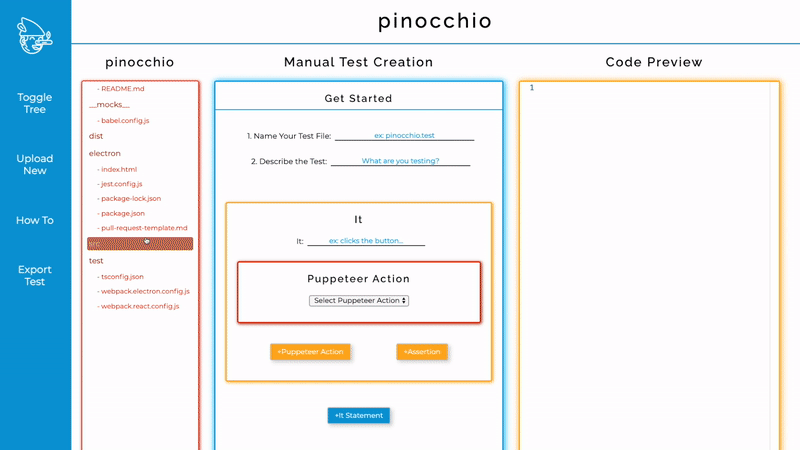 pinocchio
Toggle
Tree
Upload
New
How To
Export
Test
pinocchio
- README.md
__mocks__
- babel.config.js
dist
electron
- index.html
- jest.config.js
- package-lock.json
- package.json
- pull-request-template.md
src
test
- tsconfig.json
- webpack.electron.config.js
- webpack.react.config.js
Manual Test Creation
Get Started
1. Name Your Test File: ex: pinocchio.test
2. Describe the Test: What are you testing?
It
It: ex: clicks the button...
Puppeteer Action
Select Puppeteer Action
+Puppeteer Action +Assertion
+It Statement
Code Preview
1